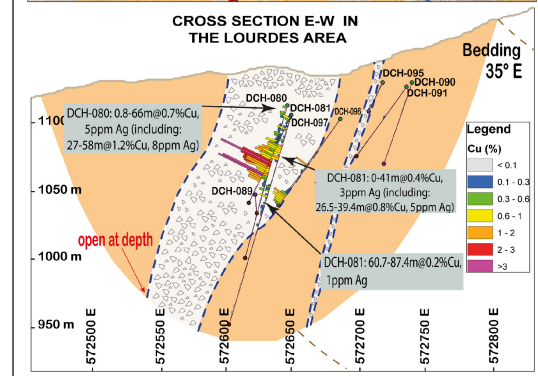 CROSS SECTION E-W IN
THE LOURDES AREA
Bedding
35° E
DCH-095
DCH-090
DCH-091
DCH-080
DCH-081
DCH-097
DCH-096
DCH-089
DCH-080: 0.8-66m@0.7%Cu,
5ppm Ag (including:
27-58m@1.2%Cu, 8ppm Ag)
DCH-081: 0-41m@0.4%Cu,
3ppm Ag (including:
26.5-39.4m@0.8%Cu, 5ppm Ag)
DCH-081: 60.7-87.4m@0.2%Cu,
1ppm Ag
open at depth
Legend
Cu (%)
< 0.1
0.1 - 0.3
0.3 - 0.6
0.6 - 1
1 - 2
2 - 3
>3
1100
1050 m
1000 m
950 m
572500 E
572550 E
572600 E
572650 E
572700 E
572750 E
572800 E